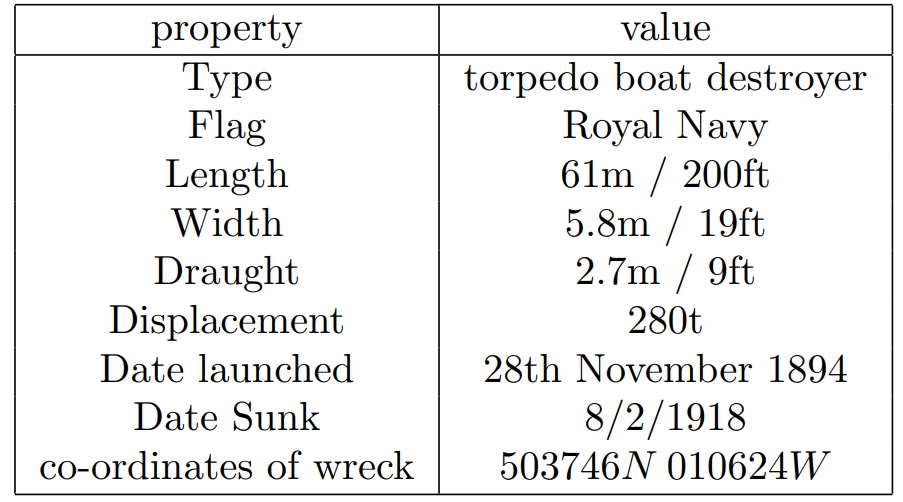 property value
Type torpedo boat destroyer
Flag Royal Navy
Length 61m / 200ft
Width 5.8m / 19ft
Draught 2.7m / 9ft
Displacement 280t
Date launched 28th November 1894
Date Sunk 8/2/1918
co-ordinates of wreck 503746N 010624W